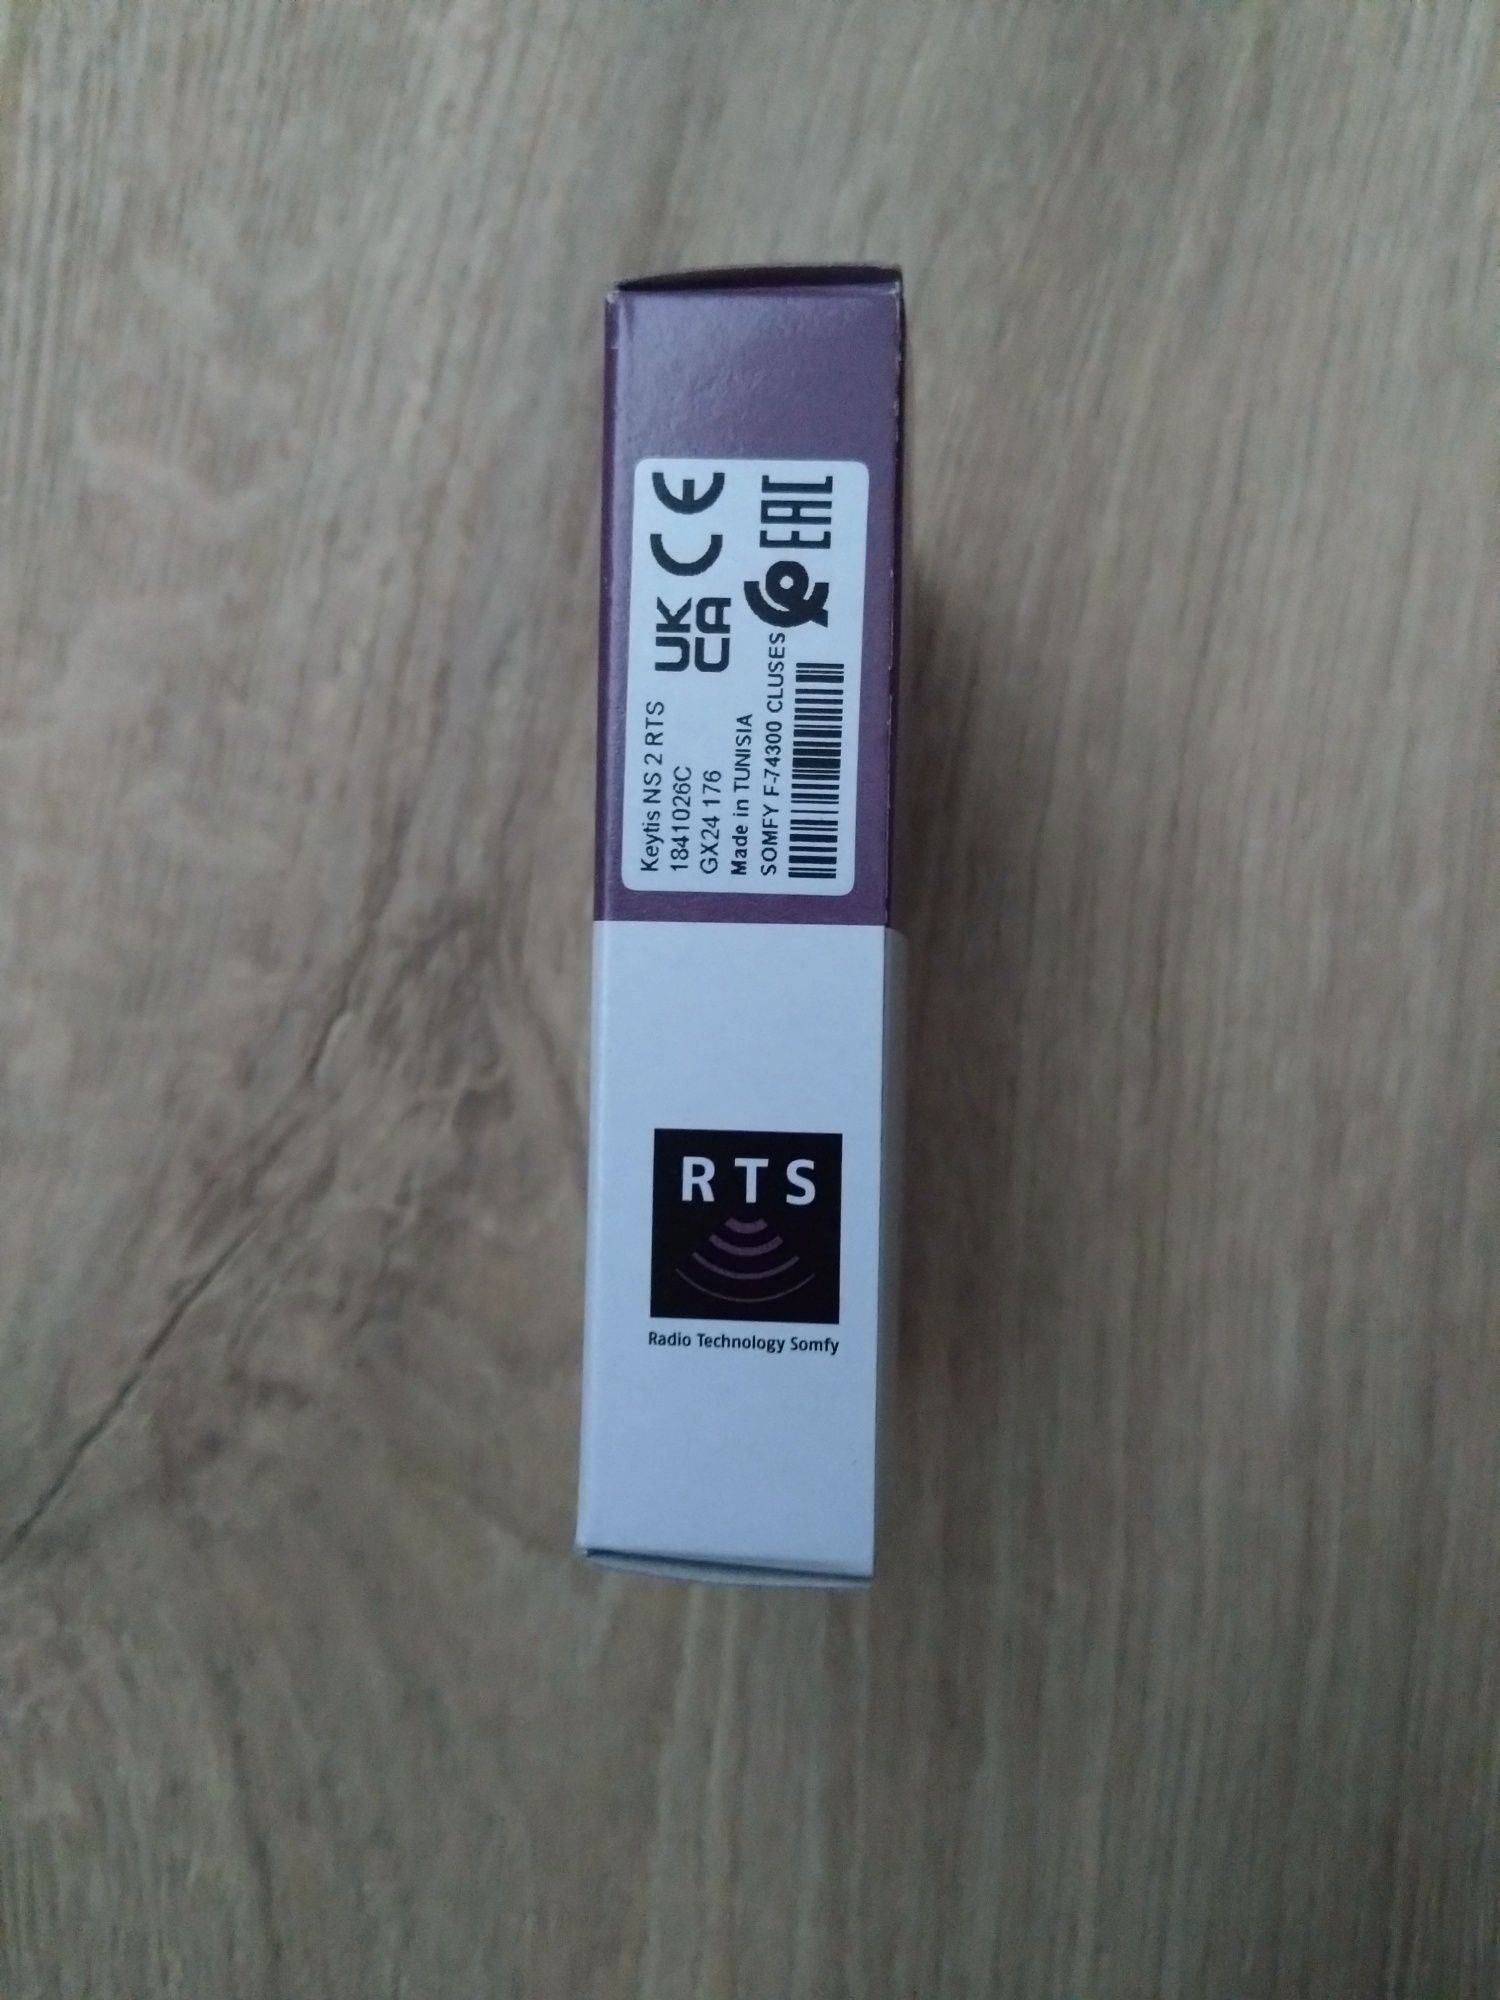 Keytis NS 2 RTS
1841026C
GX24 176
Made in TUNISIA
SOMFY F-74300 CLUSES
UK
CA
CE
EAC
RTS
Radio Technology Somfy